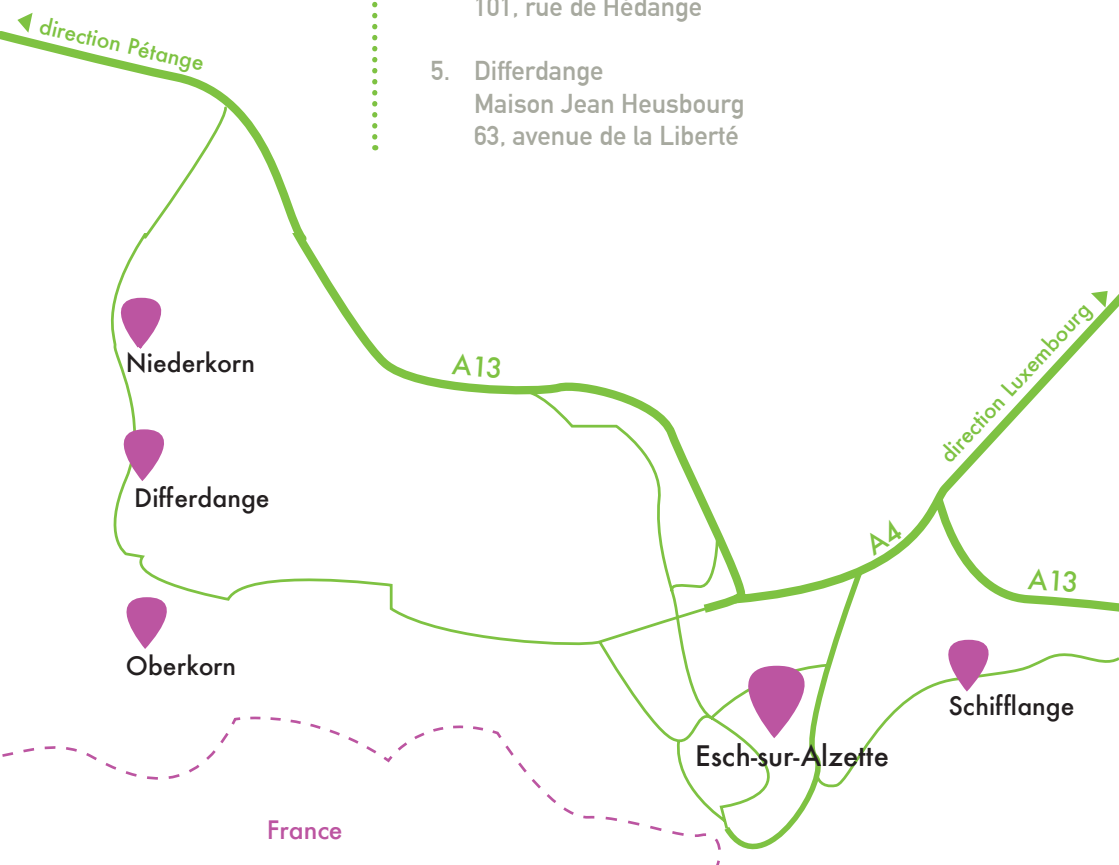 101, rue de Hédange
direction Pétange
5. Differdange
Maison Jean Heusbourg
63, avenue de la Liberté
direction Luxembourg
Niederkorn
A13
Differdange
A4
A13
Oberkorn
Schifflange
Esch-sur-Alzette
France